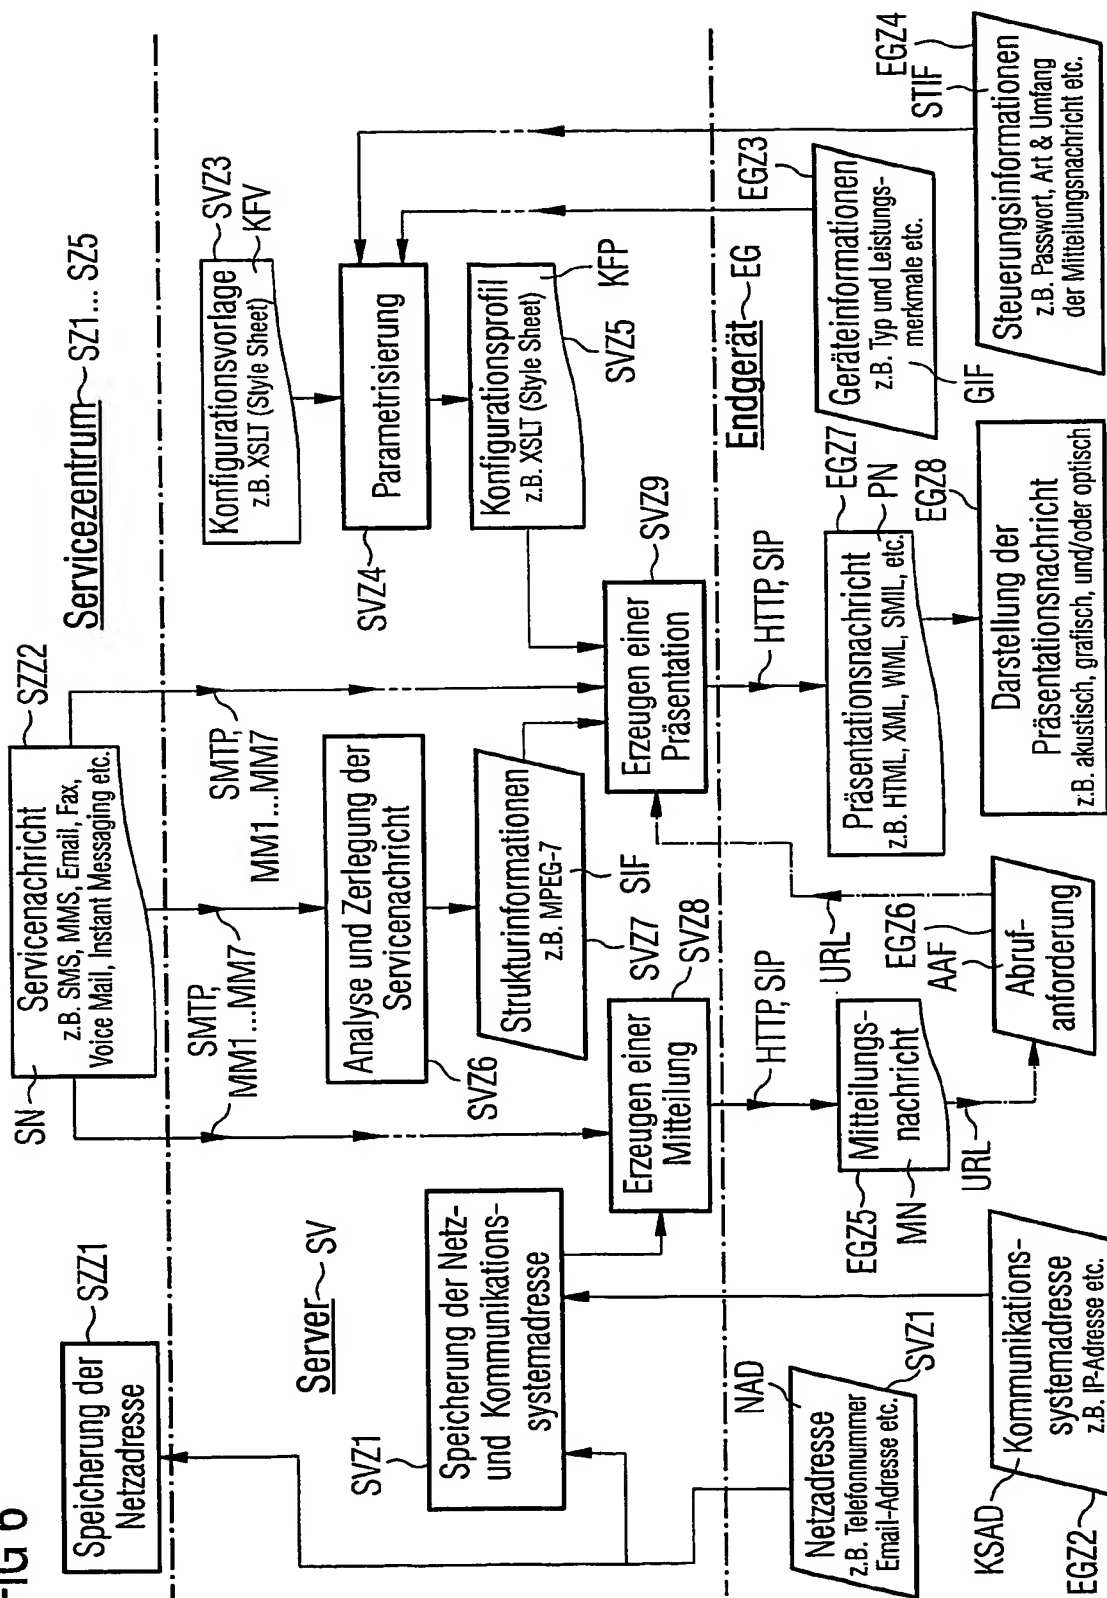 FIG 6
Servicezentrum SZ1... SZ5
Speicherung der
Netzadresse
SZZ1
SN
Servicenachricht
z.B. SMS, MMS, Email, Fax,
Voice Mail, Instant Messaging etc.
SZZ2
SMTP,
MM1...MM7
SMTP,
MM1...MM7
Server SV
SVZ1
Speicherung der Netz-
und Kommunikations-
systemadresse
Analyse und Zerlegung der
Servicenachricht
SVZ6
Strukturinformationen
z.B. MPEG-7
SIF
SVZ7
Konfigurationsvorlage
z.B. XSLT (Style Sheet)
SVZ3
KFV
Parametrisierung
SVZ4
Konfigurationsprofil
z.B. XSLT (Style Sheet)
KFP
SVZ5
Erzeugen einer
Mitteilung
SVZ8
Erzeugen einer
Präsentation
SVZ9
HTTP, SIP
HTTP, SIP
Endgerät EG
NAD
Netzadresse
z.B. Telefonnummer
Email-Adresse etc.
SVZ1
KSAD
Kommunikations-
systemadresse
z.B. IP-Adresse etc.
EGZ2
EGZ5
MN
Mitteilungs-
nachricht
URL
URL
EGZ6
AAF
Abruf-
anforderung
Präsentationsnachricht
z.B. HTML, XML, WML, SMIL, etc.
EGZ7
PN
EGZ8
Darstellung der
Präsentationsnachricht
z.B. akustisch, grafisch, und/oder optisch
EGZ3
Geräteinformationen
z.B. Typ und Leistungs-
merkmale etc.
GIF
EGZ4
STIF
Steuerungsinformationen
z.B. Passwort, Art & Umfang
der Mitteilungsnachricht etc.